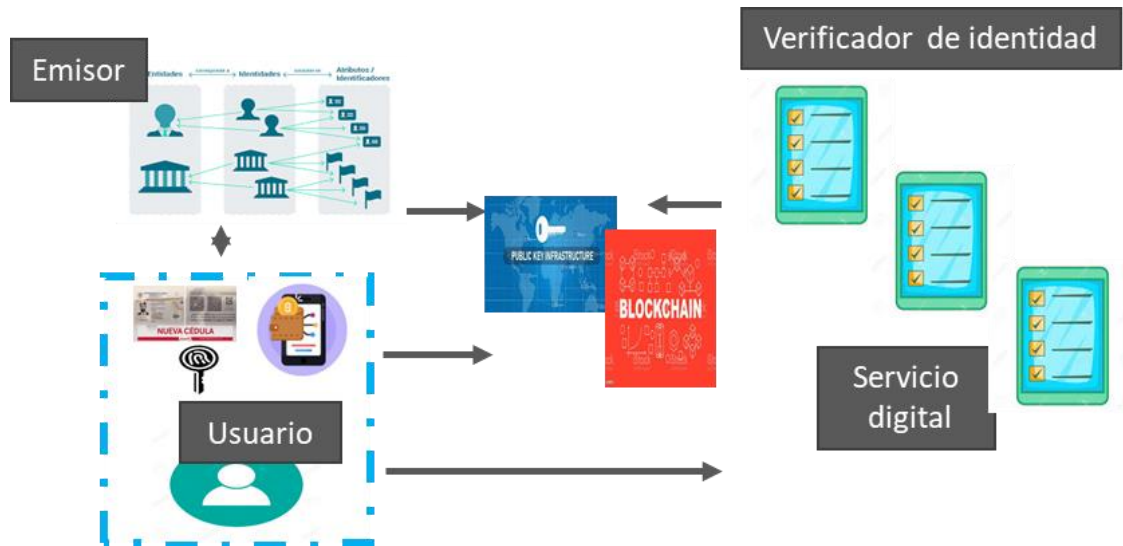 Emisor
Entidades
Identidades
Atributos /
Identificadores
Verificador de identidad
PUBLIC KEY INFRASTRUCTURE
BLOCKCHAIN
NUEVA CÉDULA
Usuario
Servicio
digital